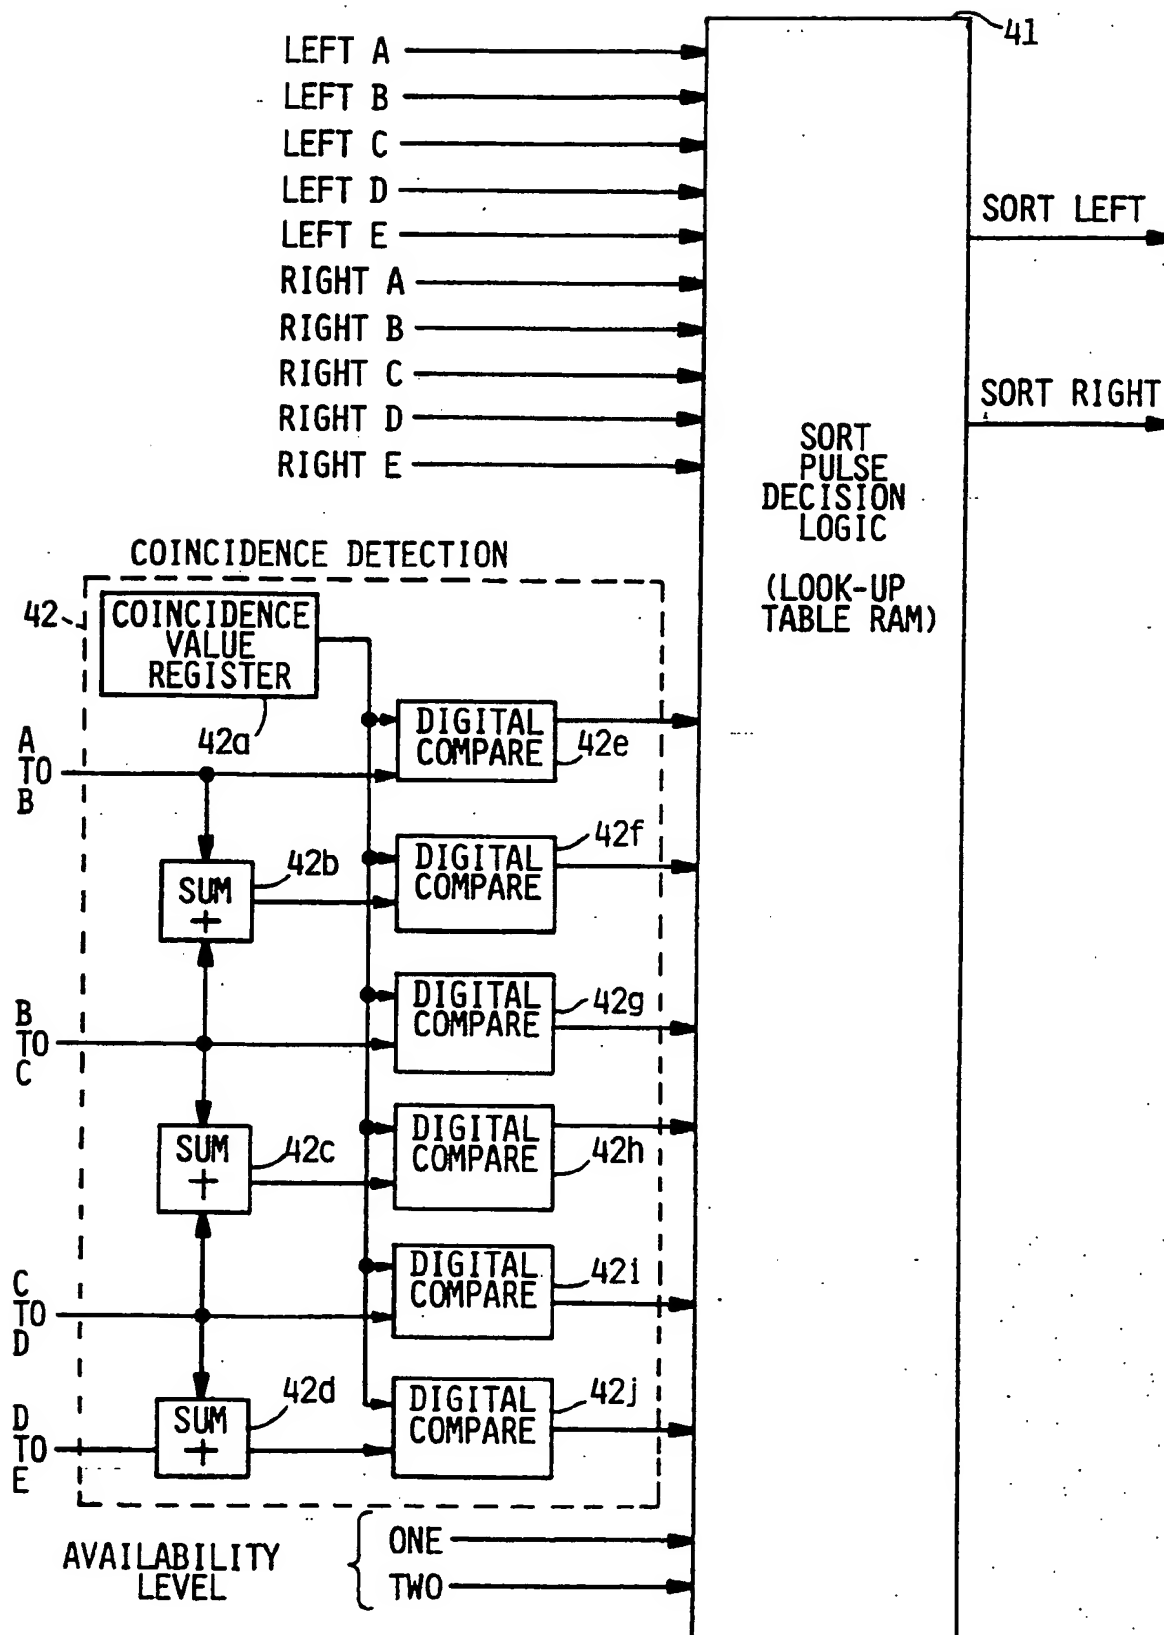 41
LEFT A
LEFT B
LEFT C
LEFT D
LEFT E
RIGHT A
RIGHT B
RIGHT C
RIGHT D
RIGHT E
SORT LEFT
SORT RIGHT
SORT
PULSE
DECISION
LOGIC
(LOOK-UP
TABLE RAM)
COINCIDENCE DETECTION
42
COINCIDENCE
VALUE
REGISTER
42a
A
TO
B
DIGITAL
COMPARE
42e
SUM
+
42b
DIGITAL
COMPARE
42f
B
TO
C
DIGITAL
COMPARE
42g
SUM
+
42c
DIGITAL
COMPARE
42h
C
TO
D
DIGITAL
COMPARE
42i
D
TO
E
SUM
+
42d
DIGITAL
COMPARE
42j
AVAILABILITY
LEVEL
ONE
TWO